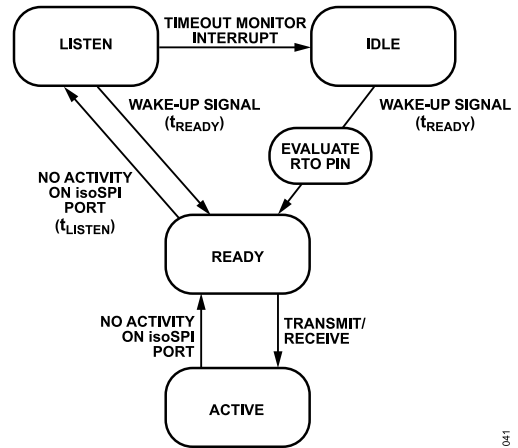 LISTEN
TIMEOUT MONITOR
INTERRUPT
IDLE
WAKE-UP SIGNAL
(tREADY)
WAKE-UP SIGNAL
(tREADY)
EVALUATE
RTO PIN
NO ACTIVITY
ON isoSPI
PORT
(tLISTEN)
READY
NO ACTIVITY
ON isoSPI
PORT
TRANSMIT/
RECEIVE
ACTIVE
041